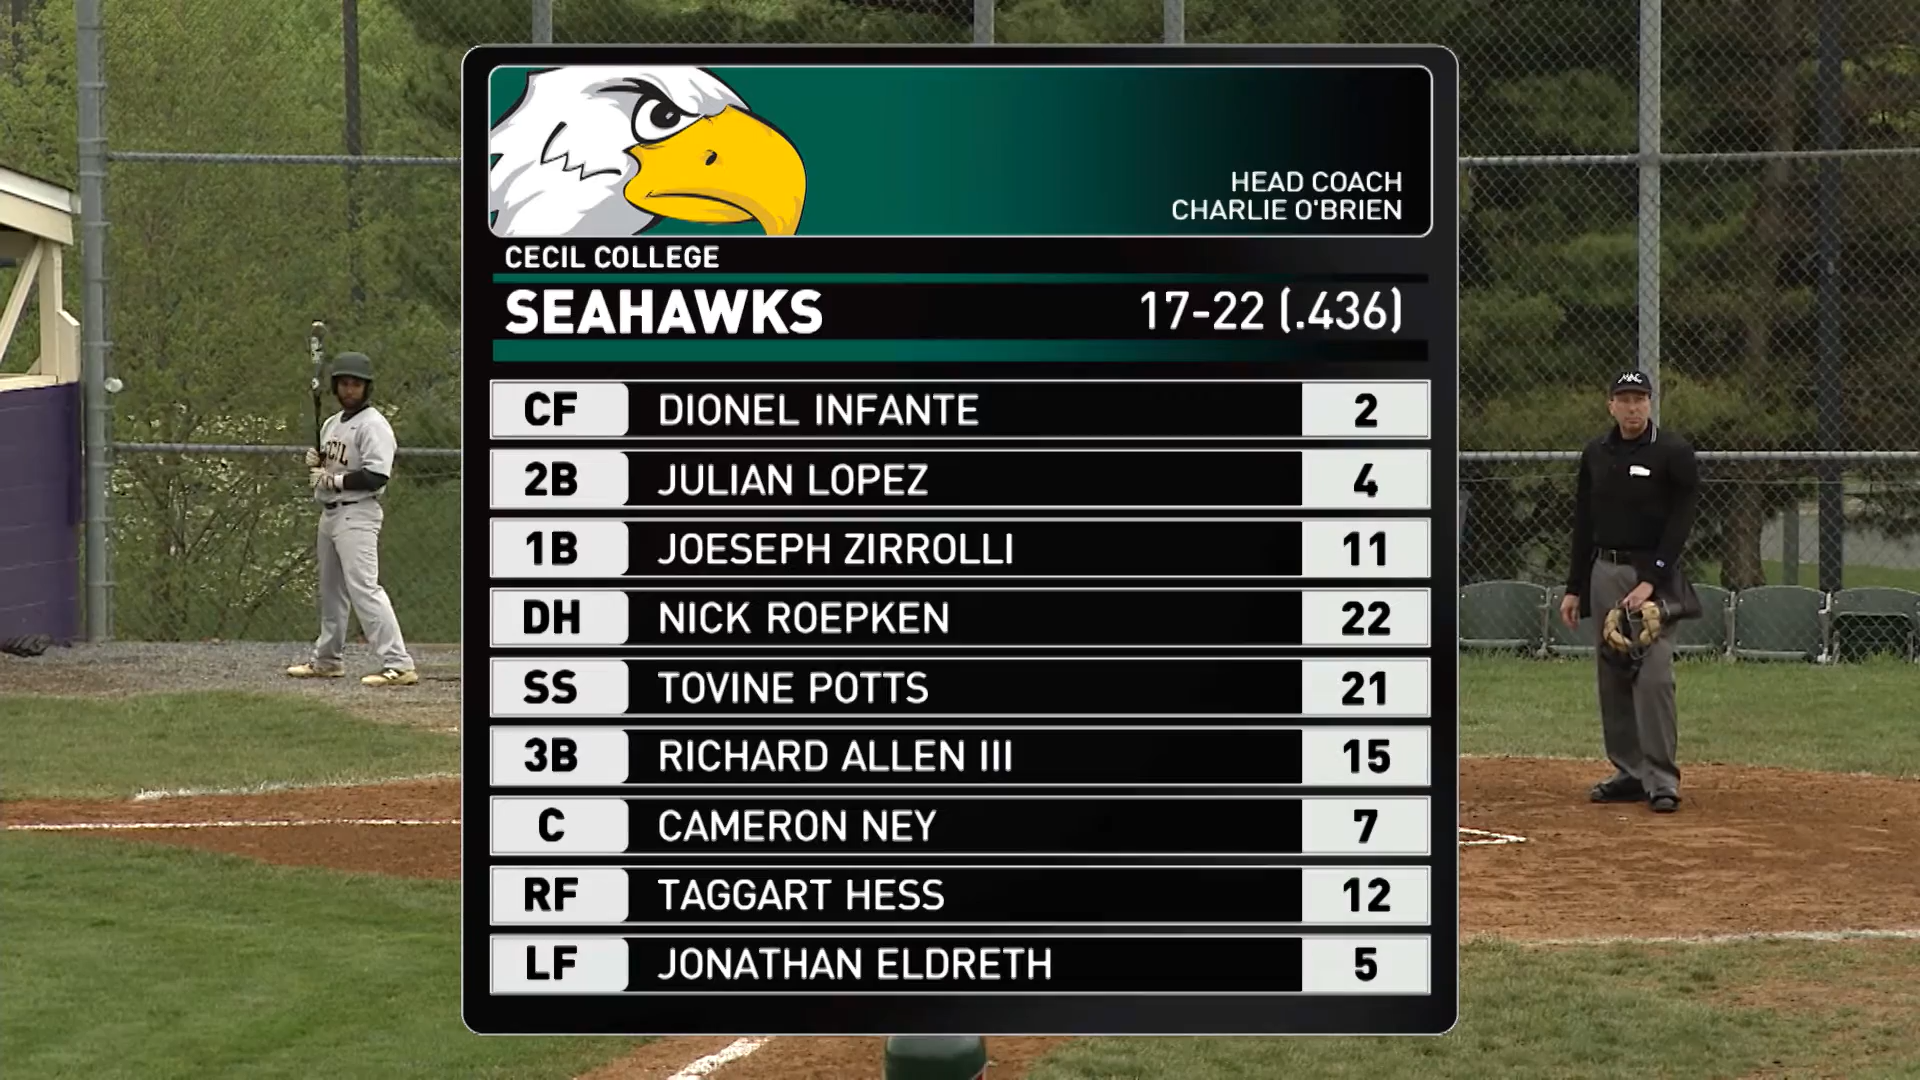 HEAD COACH
CHARLIE O'BRIEN
CECIL COLLEGE
SEAHAWKS 17-22 (.436)
CF DIONEL INFANTE 2
2B JULIAN LOPEZ 4
1B JOESEPH ZIRROLLI 11
DH NICK ROEPKEN 22
SS TOVINE POTTS 21
3B RICHARD ALLEN III 15
C CAMERON NEY 7
RF TAGGART HESS 12
LF JONATHAN ELDRETH 5